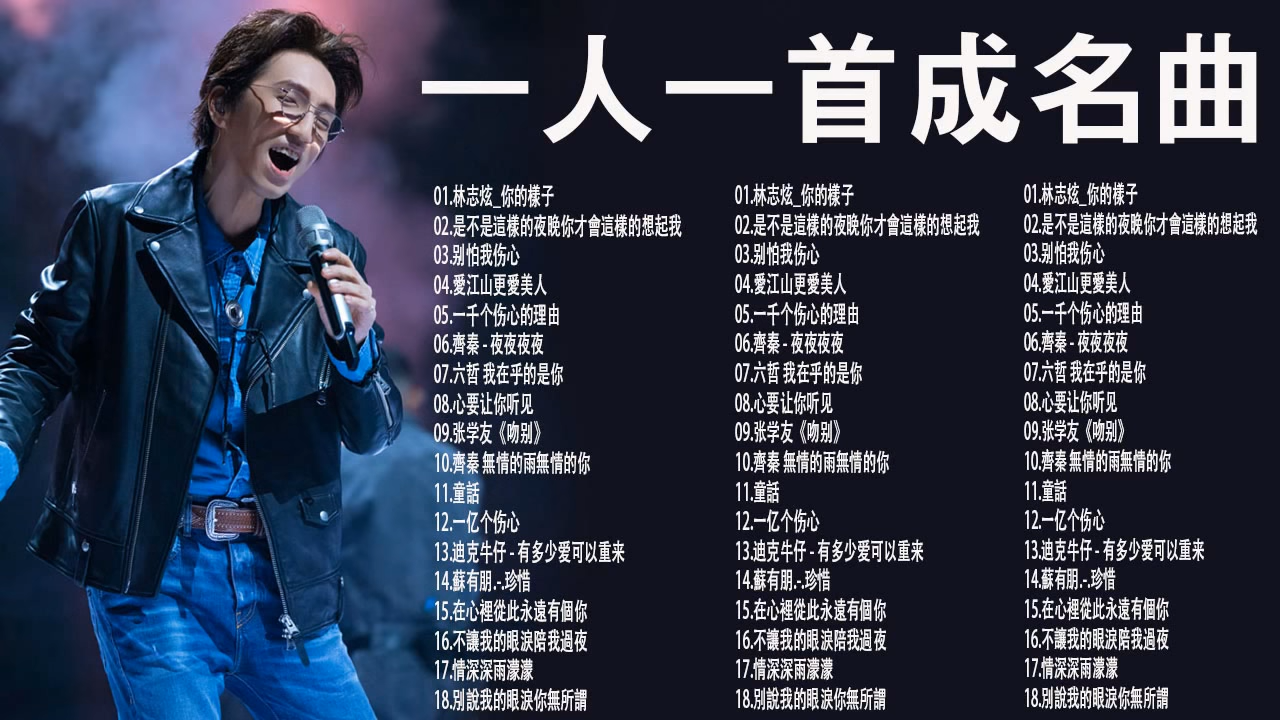 一人一首成名曲
01.林志炫_你的樣子
02.是不是這樣的夜晚你才會這樣的想起我
03.别怕我伤心
04.愛江山更愛美人
05.一千个伤心的理由
06.齊秦 - 夜夜夜夜
07.六哲 我在乎的是你
08.心要让你听见
09.张学友《吻别》
10.齊秦 無情的雨無情的你
11.童話
12.一亿个伤心
13.迪克牛仔 - 有多少爱可以重来
14.蘇有朋.-.珍惜
15.在心裡從此永遠有個你
16.不讓我的眼淚陪我過夜
17.情深深雨濛濛
18.別說我的眼淚你無所謂
01.林志炫_你的樣子
02.是不是這樣的夜晚你才會這樣的想起我
03.别怕我伤心
04.愛江山更愛美人
05.一千个伤心的理由
06.齊秦 - 夜夜夜夜
07.六哲 我在乎的是你
08.心要让你听见
09.张学友《吻别》
10.齊秦 無情的雨無情的你
11.童話
12.一亿个伤心
13.迪克牛仔 - 有多少爱可以重来
14.蘇有朋.-.珍惜
15.在心裡從此永遠有個你
16.不讓我的眼淚陪我過夜
17.情深深雨濛濛
18.別說我的眼淚你無所謂
01.林志炫_你的樣子
02.是不是這樣的夜晚你才會這樣的想起我
03.别怕我伤心
04.愛江山更愛美人
05.一千个伤心的理由
06.齊秦 - 夜夜夜夜
07.六哲 我在乎的是你
08.心要让你听见
09.张学友《吻别》
10.齊秦 無情的雨無情的你
11.童話
12.一亿个伤心
13.迪克牛仔 - 有多少爱可以重来
14.蘇有朋.-.珍惜
15.在心裡從此永遠有個你
16.不讓我的眼淚陪我過夜
17.情深深雨濛濛
18.別說我的眼淚你無所謂